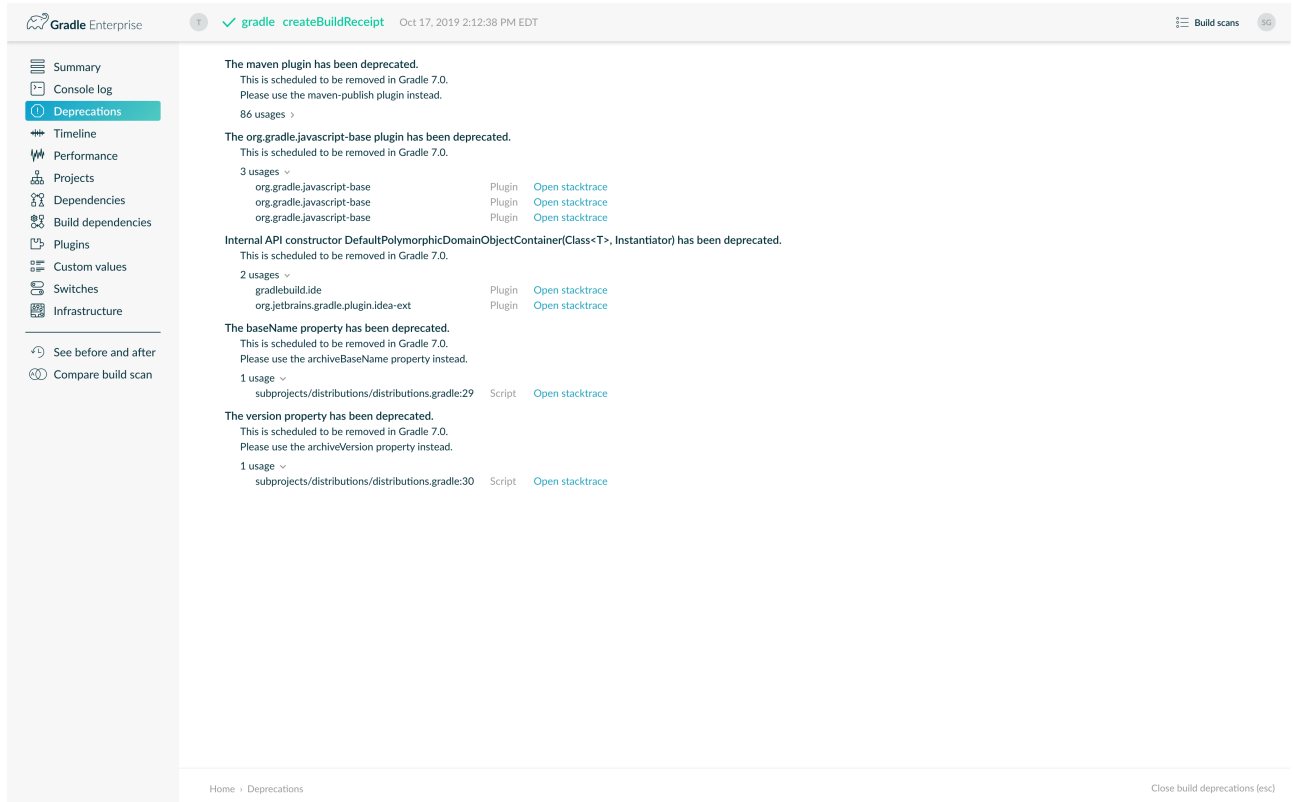 Gradle Enterprise
T gradle createBuildReceipt Oct 17, 2019 2:12:38 PM EDT Build scans SG
Summary
Console log
Deprecations
Timeline
Performance
Projects
Dependencies
Build dependencies
Plugins
Custom values
Switches
Infrastructure
See before and after
Compare build scan
The maven plugin has been deprecated.
This is scheduled to be removed in Gradle 7.0.
Please use the maven-publish plugin instead.
86 usages
The org.gradle.javascript-base plugin has been deprecated.
This is scheduled to be removed in Gradle 7.0.
3 usages
org.gradle.javascript-base Plugin Open stacktrace
org.gradle.javascript-base Plugin Open stacktrace
org.gradle.javascript-base Plugin Open stacktrace
Internal API constructor DefaultPolymorphicDomainObjectContainer(Class<T>, Instantiator) has been deprecated.
This is scheduled to be removed in Gradle 7.0.
2 usages
gradlebuild.ide Plugin Open stacktrace
org.jetbrains.gradle.plugin.idea-ext Plugin Open stacktrace
The baseName property has been deprecated.
This is scheduled to be removed in Gradle 7.0.
Please use the archiveBaseName property instead.
1 usage
subprojects/distributions/distributions.gradle:29 Script Open stacktrace
The version property has been deprecated.
This is scheduled to be removed in Gradle 7.0.
Please use the archiveVersion property instead.
1 usage
subprojects/distributions/distributions.gradle:30 Script Open stacktrace
Home › Deprecations Close build deprecations (esc)